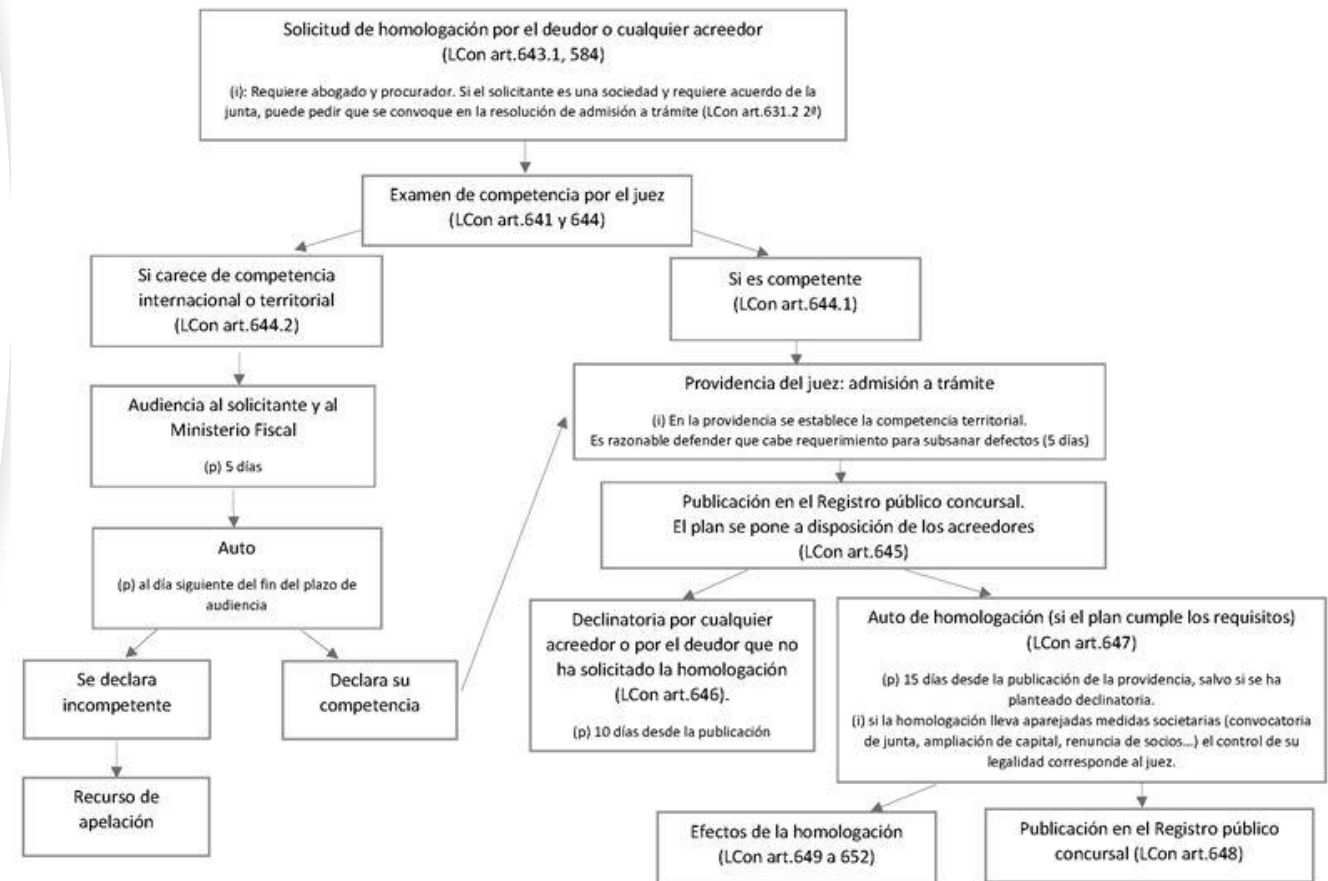 Solicitud de homologación por el deudor o cualquier acreedor
(LCon art.643.1, 584)
(i): Requiere abogado y procurador. Si el solicitante es una sociedad y requiere acuerdo de la
junta, puede pedir que se convoque en la resolución de admisión a trámite (LCon art.631.2 2ª)
Examen de competencia por el juez
(LCon art.641 y 644)
Si carece de competencia
internacional o territorial
(LCon art.644.2)
Si es competente
(LCon art.644.1)
Audiencia al solicitante y al
Ministerio Fiscal
(p) 5 días
Providencia del juez: admisión a trámite
(i) En la providencia se establece la competencia territorial.
Es razonable defender que cabe requerimiento para subsanar defectos (5 días)
Publicación en el Registro público concursal.
El plan se pone a disposición de los acreedores
(LCon art.645)
Auto
(p) al día siguiente del fin del plazo de
audiencia
Declinatoria por cualquier
acreedor o por el deudor que no
ha solicitado la homologación
(LCon art.646).
(p) 10 días desde la publicación
Auto de homologación (si el plan cumple los requisitos)
(LCon art.647)
(p) 15 días desde la publicación de la providencia, salvo si se ha
planteado declinatoria.
(i) si la homologación lleva aparejadas medidas societarias (convocatoria
de junta, ampliación de capital, renuncia de socios...) el control de su
legalidad corresponde al juez.
Se declara
incompetente
Declara su
competencia
Recurso de
apelación
Efectos de la homologación
(LCon art.649 a 652)
Publicación en el Registro público
concursal (LCon art.648)